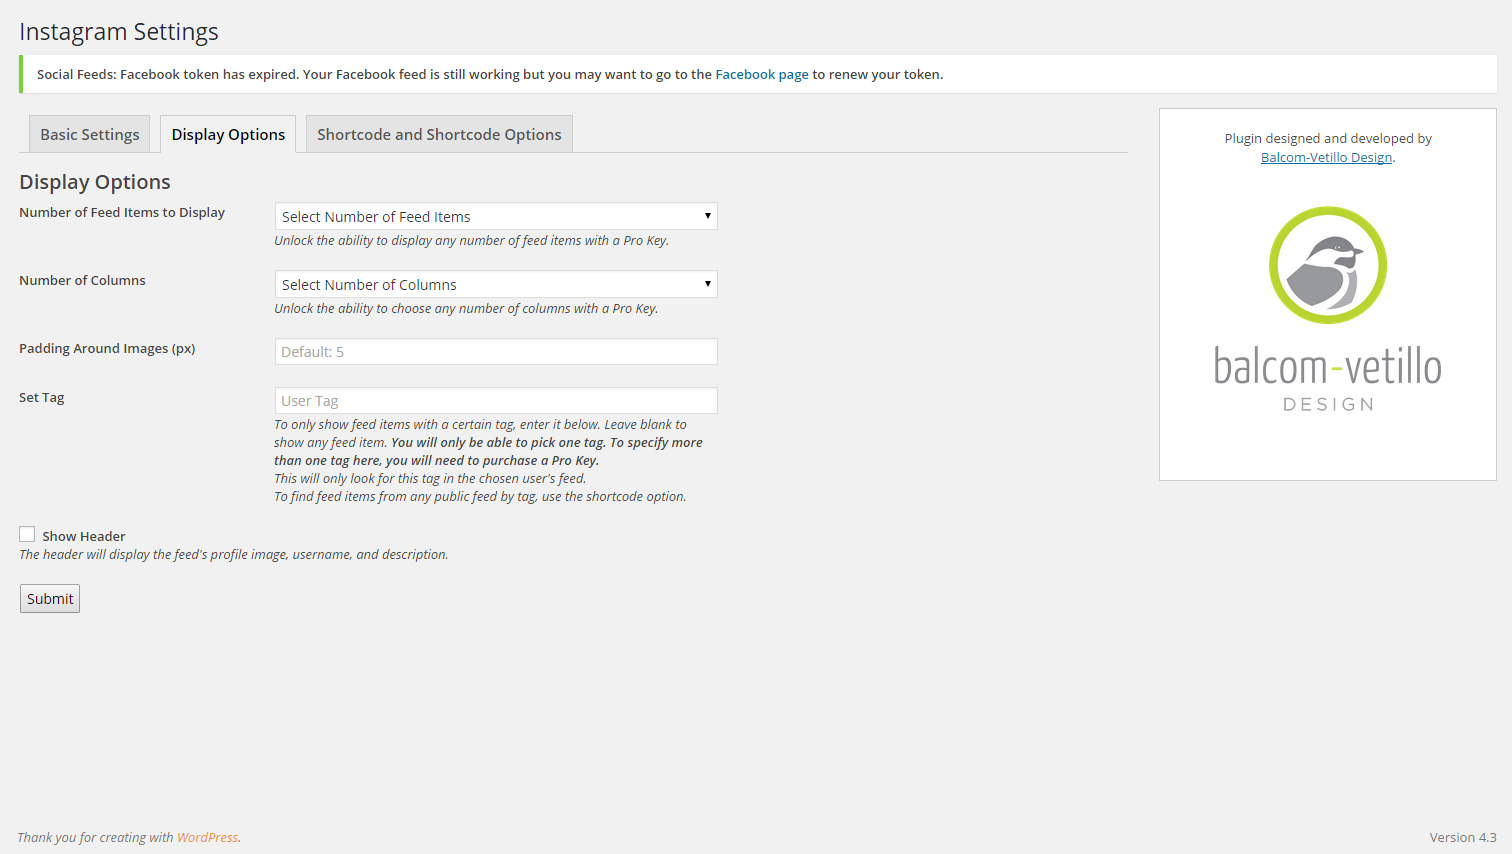 Instagram Settings
Social Feeds: Facebook token has expired. Your Facebook feed is still working but you may want to go to the Facebook page to renew your token.
Basic Settings
Display Options
Shortcode and Shortcode Options
Display Options
Number of Feed Items to Display
Select Number of Feed Items
Unlock the ability to display any number of feed items with a Pro Key.
Number of Columns
Select Number of Columns
Unlock the ability to choose any number of columns with a Pro Key.
Padding Around Images (px)
Default: 5
Set Tag
User Tag
To only show feed items with a certain tag, enter it below. Leave blank to
show any feed item. You will only be able to pick one tag. To specify more
than one tag here, you will need to purchase a Pro Key.
This will only look for this tag in the chosen user's feed.
To find feed items from any public feed by tag, use the shortcode option.
Show Header
The header will display the feed's profile image, username, and description.
Submit
Plugin designed and developed by
Balcom-Vetillo Design.
balcom-vetillo
DESIGN
Thank you for creating with WordPress.
Version 4.3